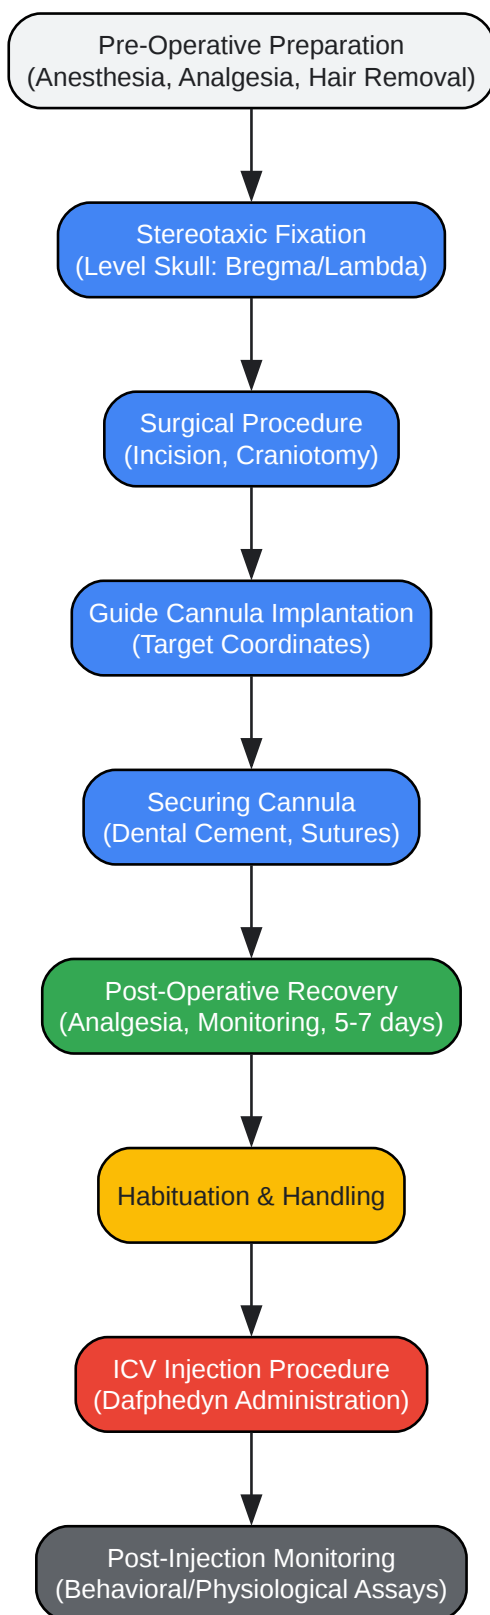 Pre-Operative Preparation
(Anesthesia, Analgesia, Hair Removal)
Stereotaxic Fixation
(Level Skull: Bregma/Lambda)
Surgical Procedure
(Incision, Craniotomy)
Guide Cannula Implantation
(Target Coordinates)
Securing Cannula
(Dental Cement, Sutures)
Post-Operative Recovery
(Analgesia, Monitoring, 5-7 days)
Habituation & Handling
ICV Injection Procedure
(Dafphedyn Administration)
Post-Injection Monitoring
(Behavioral/Physiological Assays)